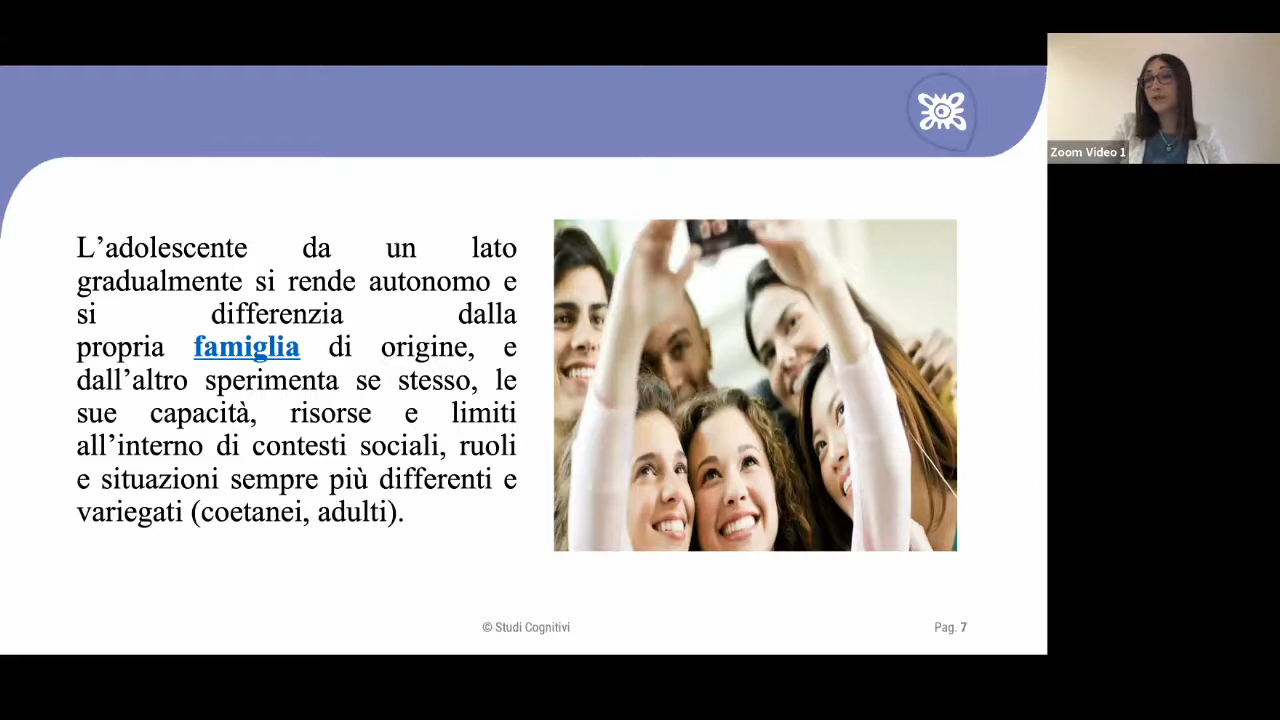 L’adolescente da un lato
gradualmente si rende autonomo e
si differenzia dalla
propria famiglia di origine, e
dall’altro sperimenta se stesso, le
sue capacità, risorse e limiti
all’interno di contesti sociali, ruoli
e situazioni sempre più differenti e
variegati (coetanei, adulti).
© Studi Cognitivi
Pag. 7
Zoom Video 1